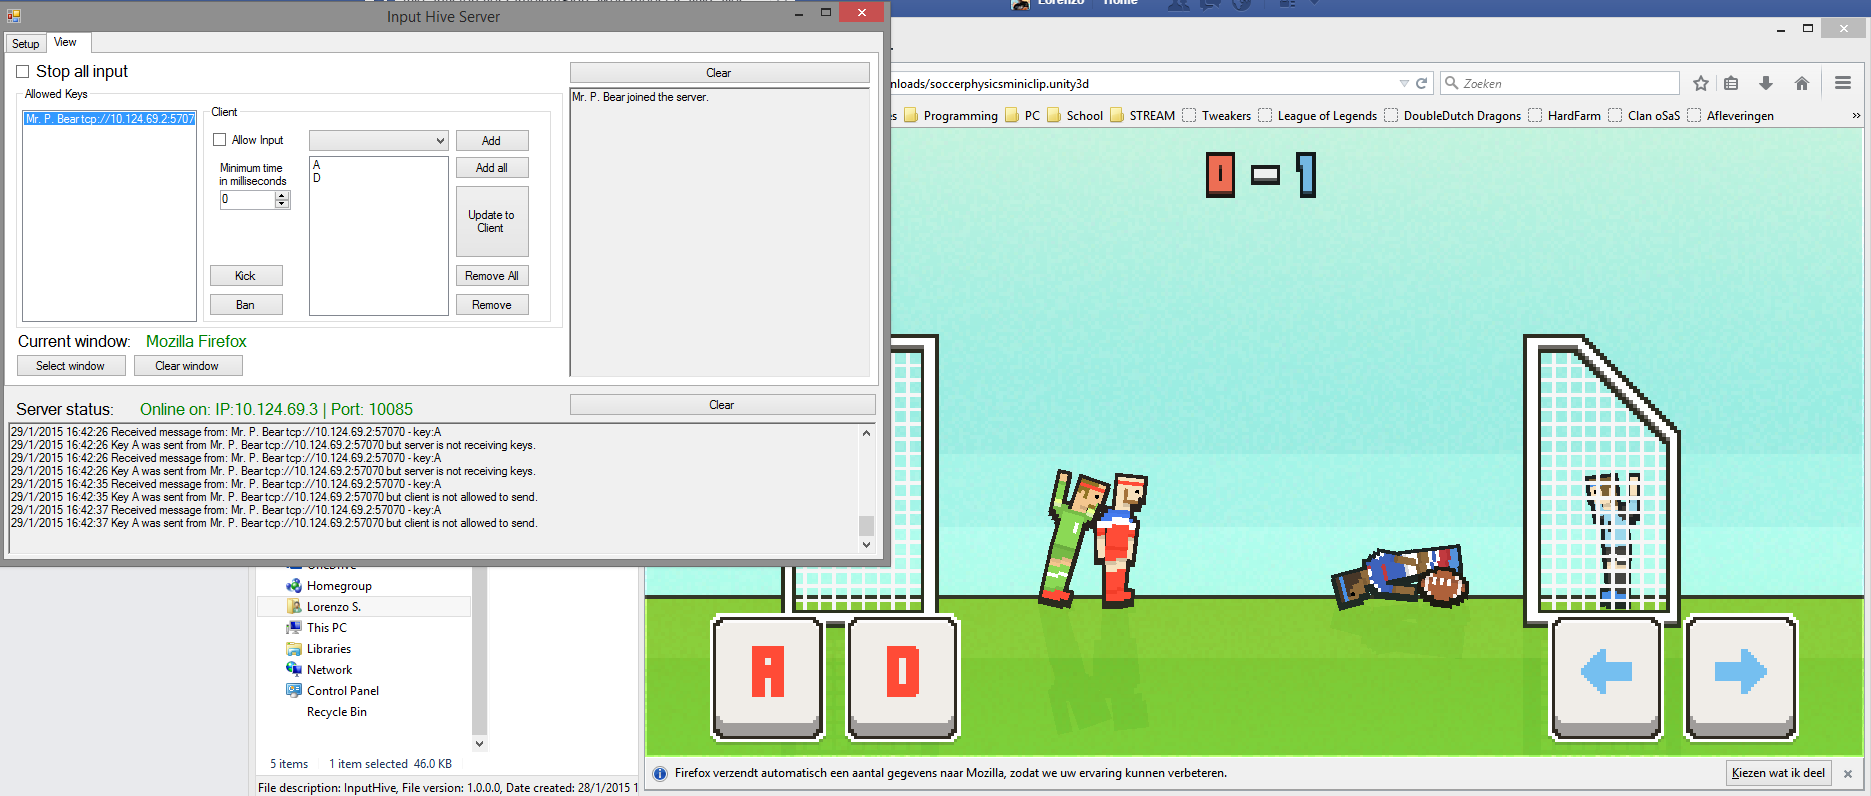 Lorenzo Home
Input Hive Server
Setup View
Stop all input
Allowed Keys
Mr. P. Bear tcp://10.124.69.2:5707
Client
Allow Input
Add
Minimum time
in milliseconds
0
A
D
Add all
Update to
Client
Kick
Remove All
Ban
Remove
Clear
Mr. P. Bear joined the server.
Current window: Mozilla Firefox
Select window
Clear window
Server status: Online on: IP:10.124.69.3 | Port: 10085
Clear
29/1/2015 16:42:26 Received message from: Mr. P. Bear tcp://10.124.69.2:57070 - key:A
29/1/2015 16:42:26 Key A was sent from Mr. P. Bear tcp://10.124.69.2:57070 but server is not receiving keys.
29/1/2015 16:42:26 Received message from: Mr. P. Bear tcp://10.124.69.2:57070 - key:A
29/1/2015 16:42:26 Key A was sent from Mr. P. Bear tcp://10.124.69.2:57070 but server is not receiving keys.
29/1/2015 16:42:35 Received message from: Mr. P. Bear tcp://10.124.69.2:57070 - key:A
29/1/2015 16:42:35 Key A was sent from Mr. P. Bear tcp://10.124.69.2:57070 but client is not allowed to send.
29/1/2015 16:42:37 Received message from: Mr. P. Bear tcp://10.124.69.2:57070 - key:A
29/1/2015 16:42:37 Key A was sent from Mr. P. Bear tcp://10.124.69.2:57070 but client is not allowed to send.
nloads/soccerphysicsminiclip.unity3d
Zoeken
es Programming PC School STREAM Tweakers League of Legends DoubleDutch Dragons HardFarm Clan oSaS Afleveringen »
0 - 1
A D
OneDrive
Homegroup
Lorenzo S.
This PC
Libraries
Network
Control Panel
Recycle Bin
5 items 1 item selected 46.0 KB
File description: InputHive, File version: 1.0.0.0, Date created: 28/1/2015 1
Firefox verzendt automatisch een aantal gegevens naar Mozilla, zodat we uw ervaring kunnen verbeteren.
Kiezen wat ik deel